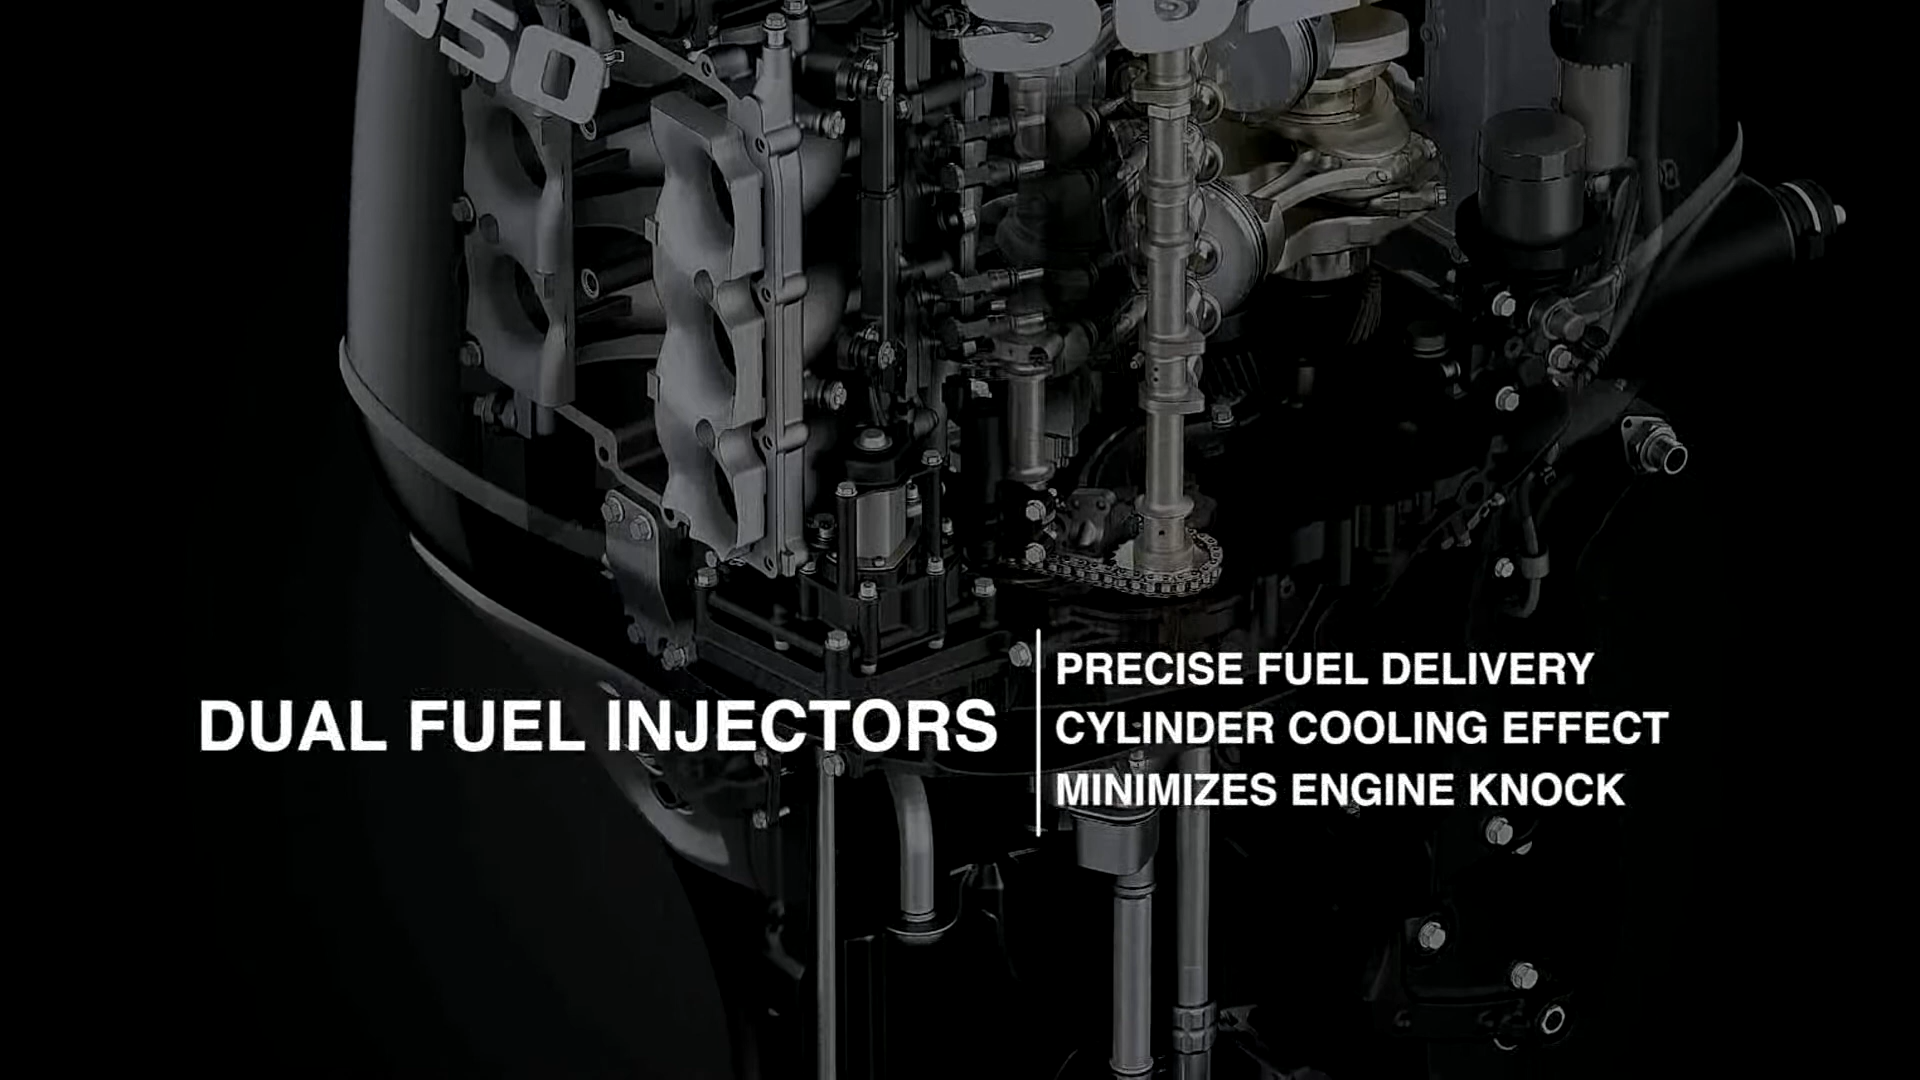 350
DUAL FUEL INJECTORS
PRECISE FUEL DELIVERY
CYLINDER COOLING EFFECT
MINIMIZES ENGINE KNOCK